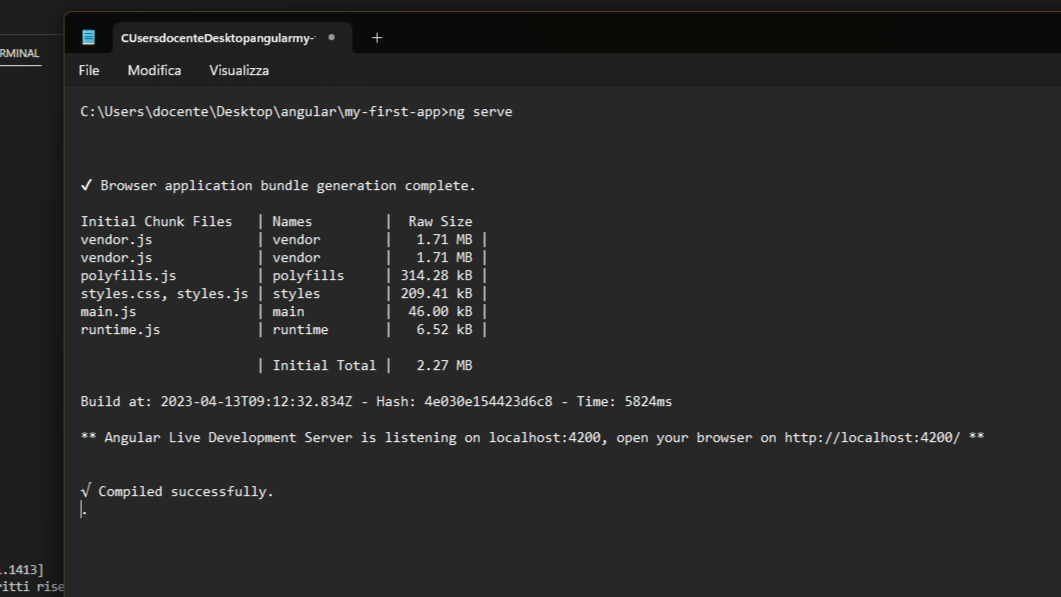 RMINAL
CUsersdocenteDesktopangularmy-
File Modifica Visualizza
C:\Users\docente\Desktop\angular\my-first-app>ng serve
✓ Browser application bundle generation complete.
Initial Chunk Files | Names | Raw Size
vendor.js | vendor | 1.71 MB |
vendor.js | vendor | 1.71 MB |
polyfills.js | polyfills | 314.28 kB |
styles.css, styles.js | styles | 209.41 kB |
main.js | main | 46.00 kB |
runtime.js | runtime | 6.52 kB |
| Initial Total | 2.27 MB
Build at: 2023-04-13T09:12:32.834Z - Hash: 4e030e154423d6c8 - Time: 5824ms
** Angular Live Development Server is listening on localhost:4200, open your browser on http://localhost:4200/ **
√ Compiled successfully.
.
.1413]
ritti rise